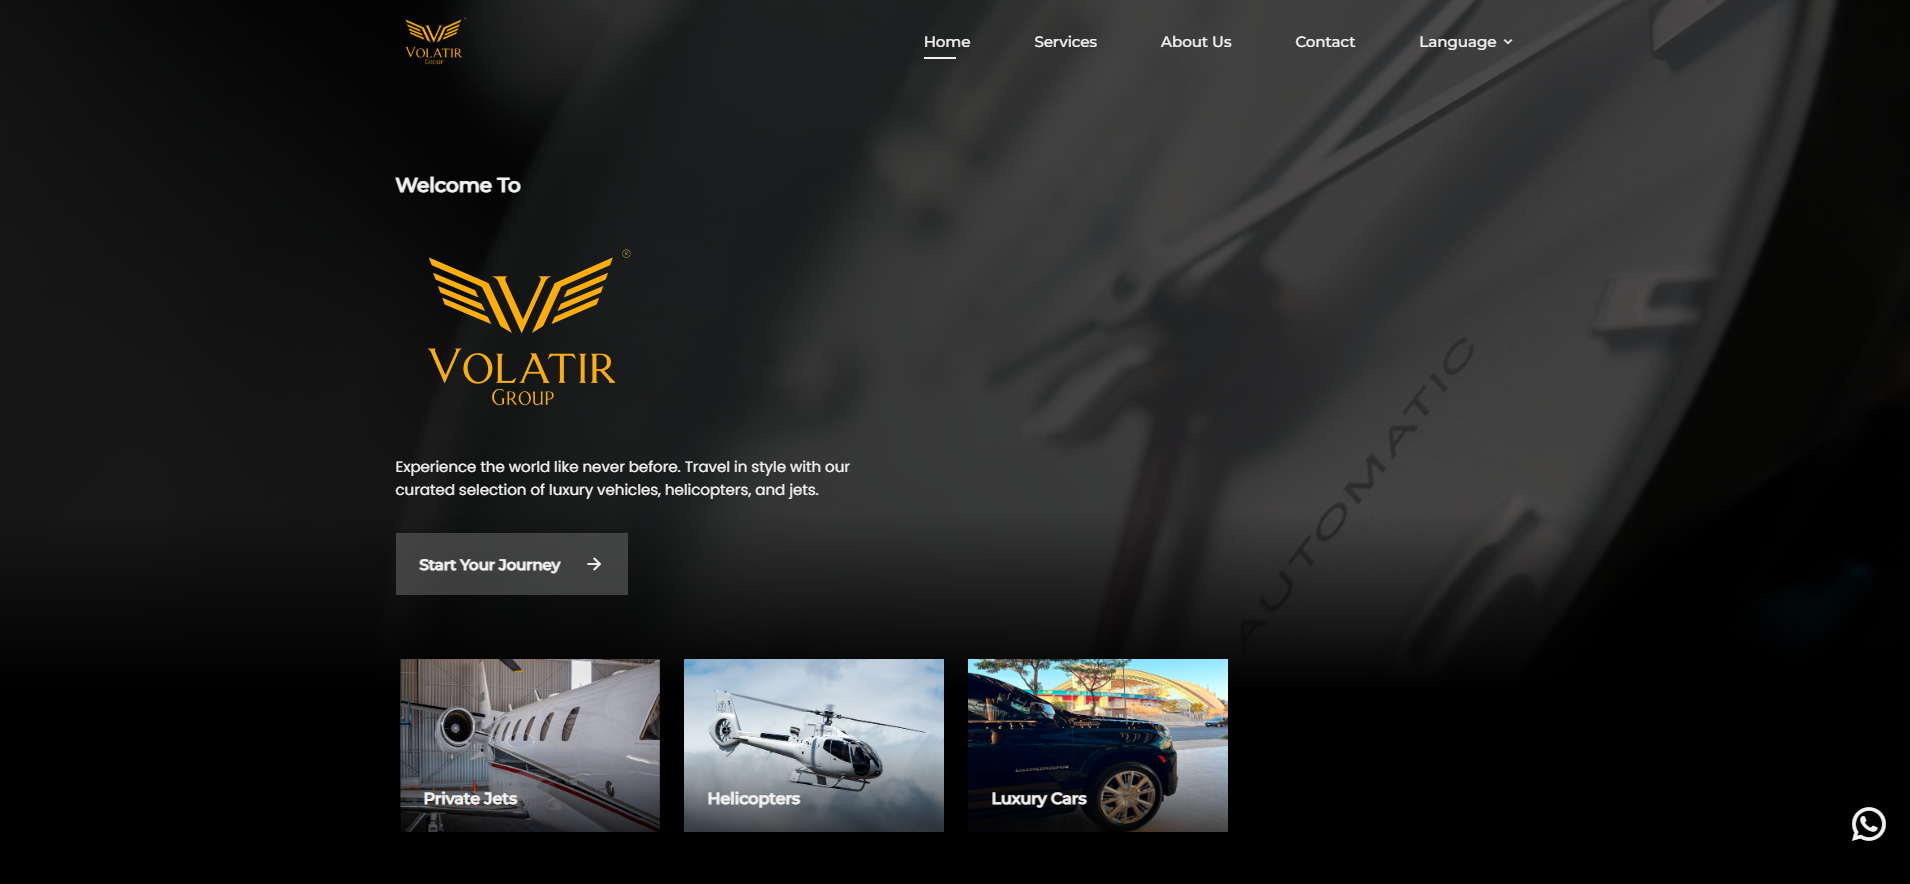 VOLATIR
GROUP
Home
Services
About Us
Contact
Language
Welcome To
®
VOLATIR
GROUP
Experience the world like never before. Travel in style with our
curated selection of luxury vehicles, helicopters, and jets.
Start Your Journey
AUTOMATIC
Private Jets
Helicopters
Luxury Cars